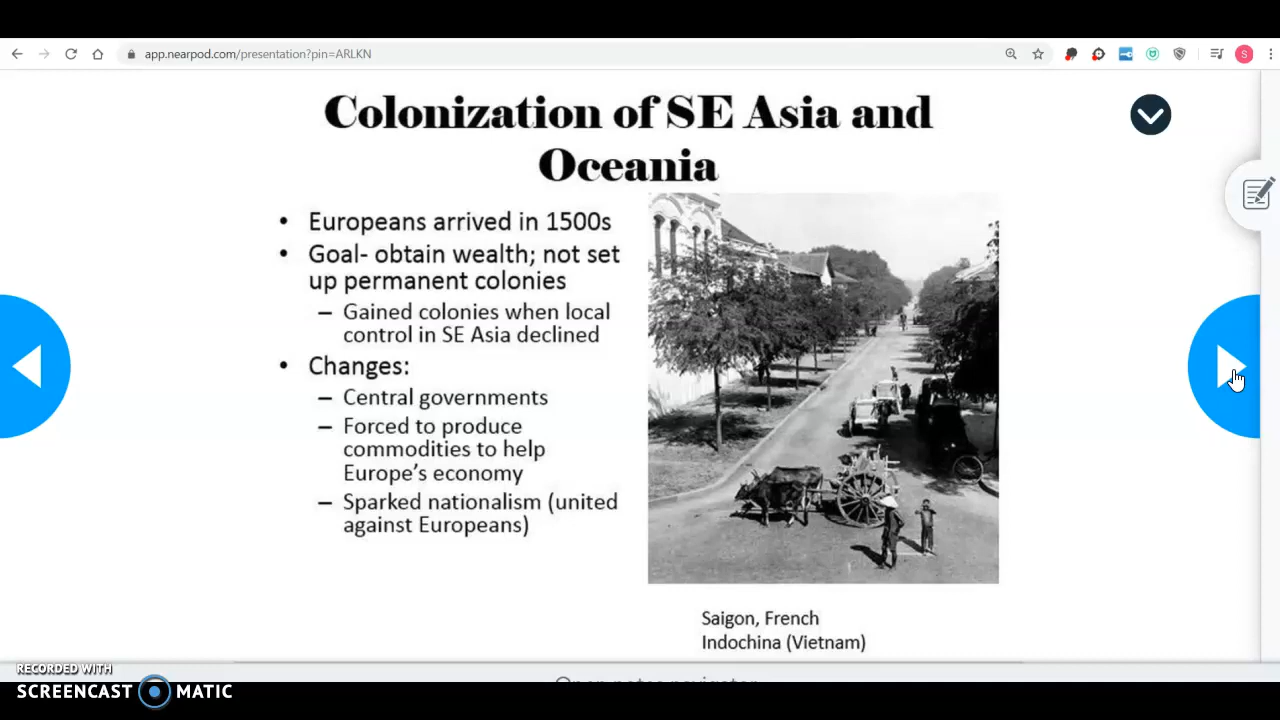 app.nearpod.com/presentation?pin=ARLKN
S
Colonization of SE Asia and
Oceania
• Europeans arrived in 1500s
• Goal- obtain wealth; not set
up permanent colonies
– Gained colonies when local
control in SE Asia declined
• Changes:
– Central governments
– Forced to produce
commodities to help
Europe's economy
– Sparked nationalism (united
against Europeans)
Saigon, French
Indochina (Vietnam)
RECORDED WITH
SCREENCAST MATIC